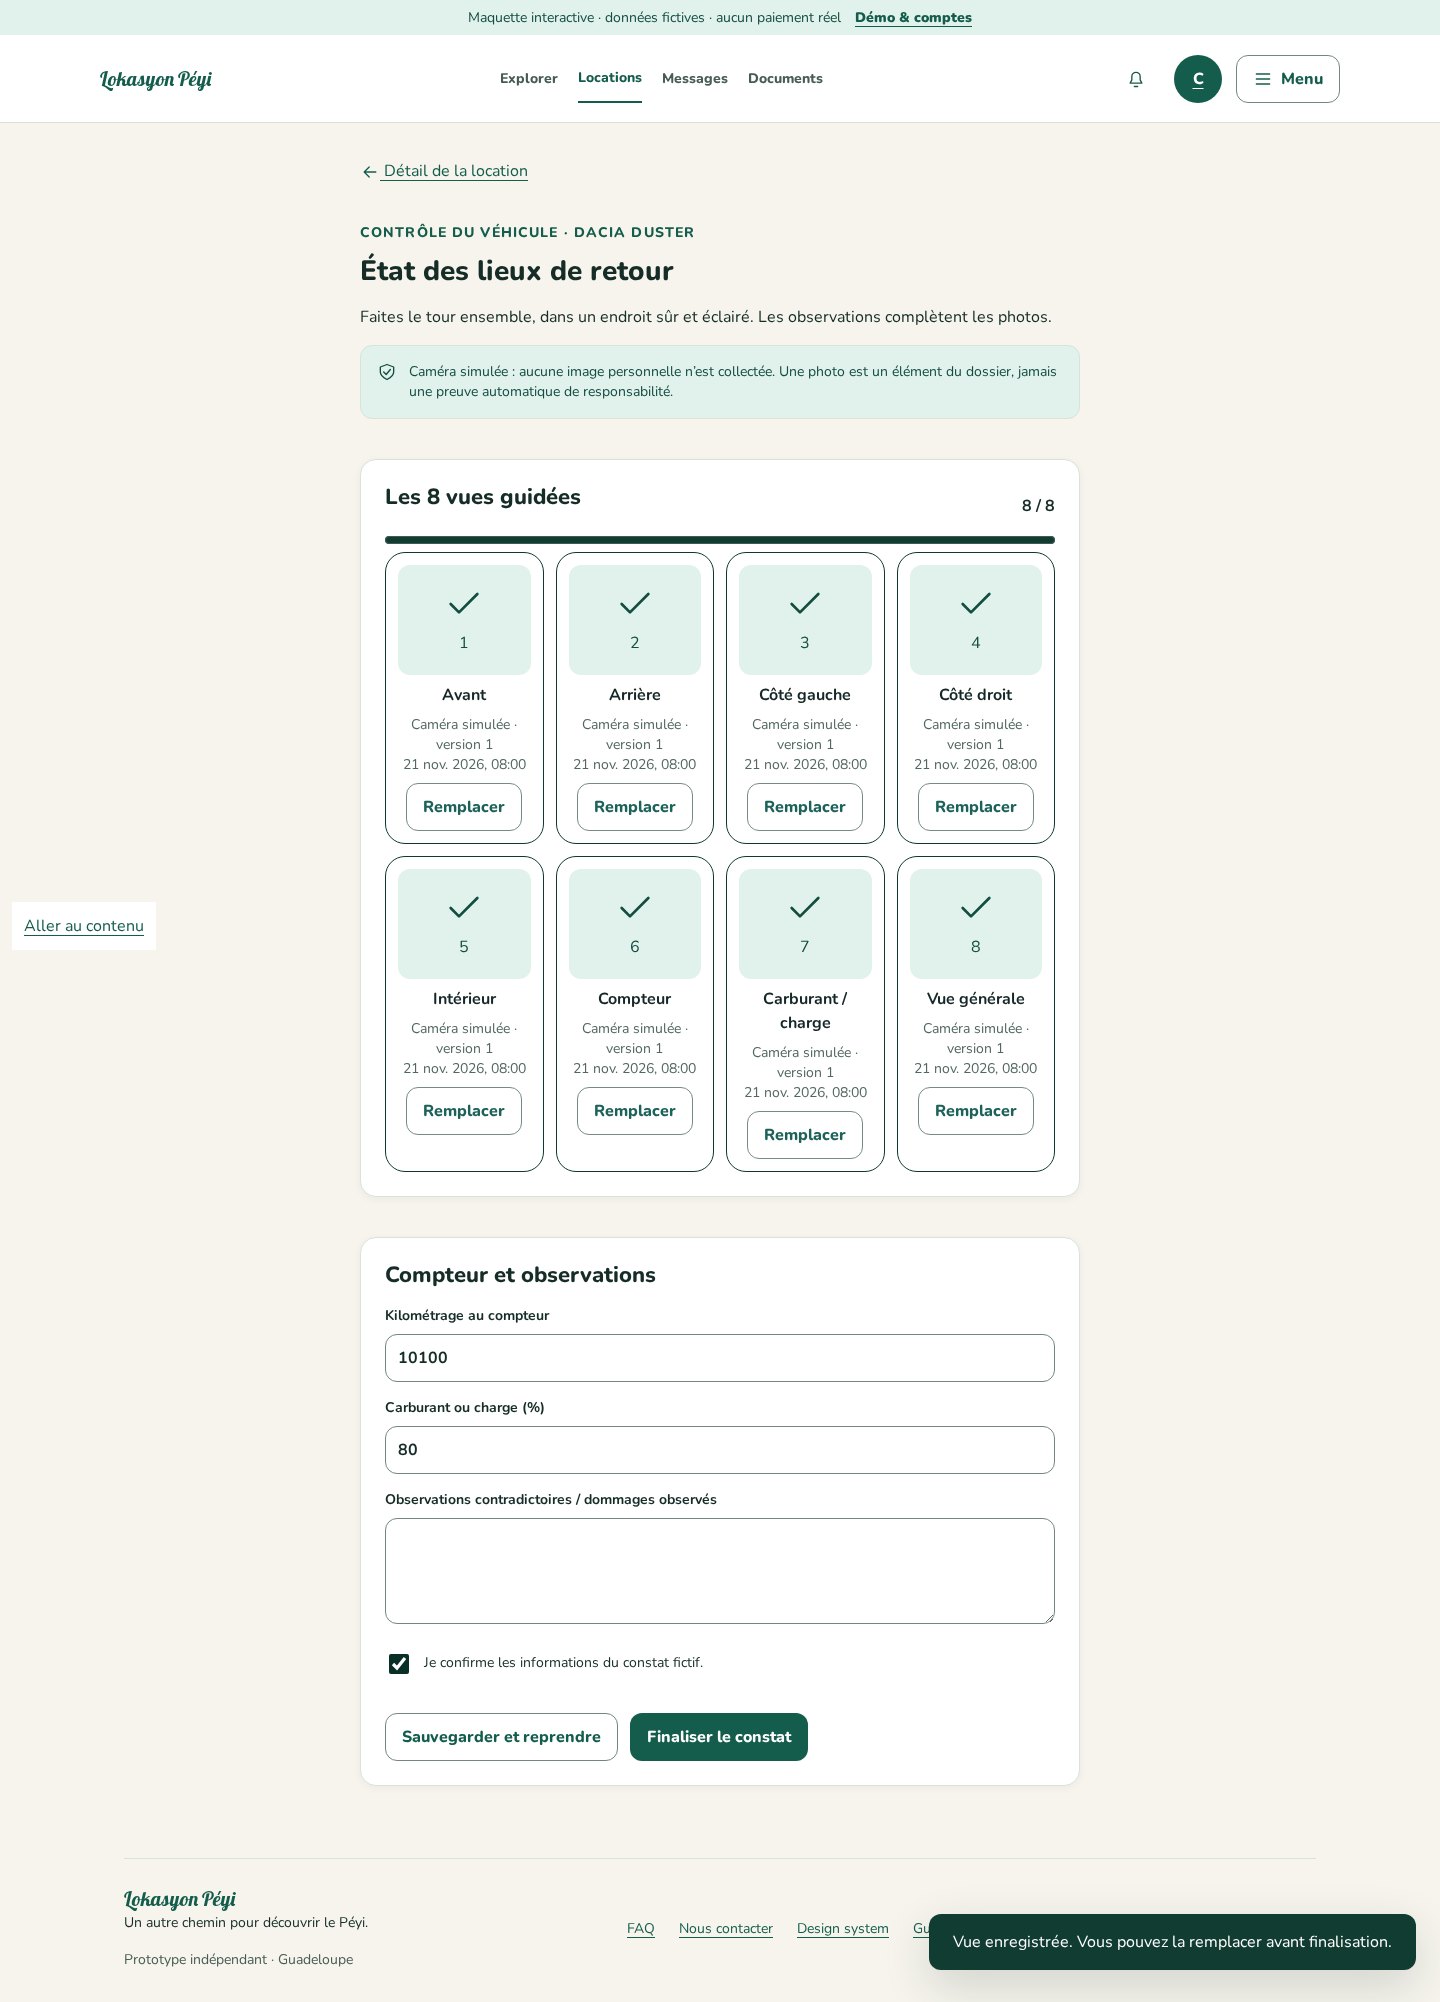 Maquette interactive · données fictives · aucun paiement réel Démo & comptes
Lokasyon Péyi
Explorer Locations Messages Documents
C
Menu
Détail de la location
CONTRÔLE DU VÉHICULE · DACIA DUSTER
État des lieux de retour
Faites le tour ensemble, dans un endroit sûr et éclairé. Les observations complètent les photos.
Caméra simulée : aucune image personnelle n’est collectée. Une photo est un élément du dossier, jamais
une preuve automatique de responsabilité.
Les 8 vues guidées
8 / 8
1
Avant
Caméra simulée ·
version 1
21 nov. 2026, 08:00
Remplacer
2
Arrière
Caméra simulée ·
version 1
21 nov. 2026, 08:00
Remplacer
3
Côté gauche
Caméra simulée ·
version 1
21 nov. 2026, 08:00
Remplacer
4
Côté droit
Caméra simulée ·
version 1
21 nov. 2026, 08:00
Remplacer
Aller au contenu
5
Intérieur
Caméra simulée ·
version 1
21 nov. 2026, 08:00
Remplacer
6
Compteur
Caméra simulée ·
version 1
21 nov. 2026, 08:00
Remplacer
7
Carburant /
charge
Caméra simulée ·
version 1
21 nov. 2026, 08:00
Remplacer
8
Vue générale
Caméra simulée ·
version 1
21 nov. 2026, 08:00
Remplacer
Compteur et observations
Kilométrage au compteur
10100
Carburant ou charge (%)
80
Observations contradictoires / dommages observés
Je confirme les informations du constat fictif.
Sauvegarder et reprendre
Finaliser le constat
Lokasyon Péyi
Un autre chemin pour découvrir le Péyi.
Prototype indépendant · Guadeloupe
FAQ Nous contacter Design system
Vue enregistrée. Vous pouvez la remplacer avant finalisation.